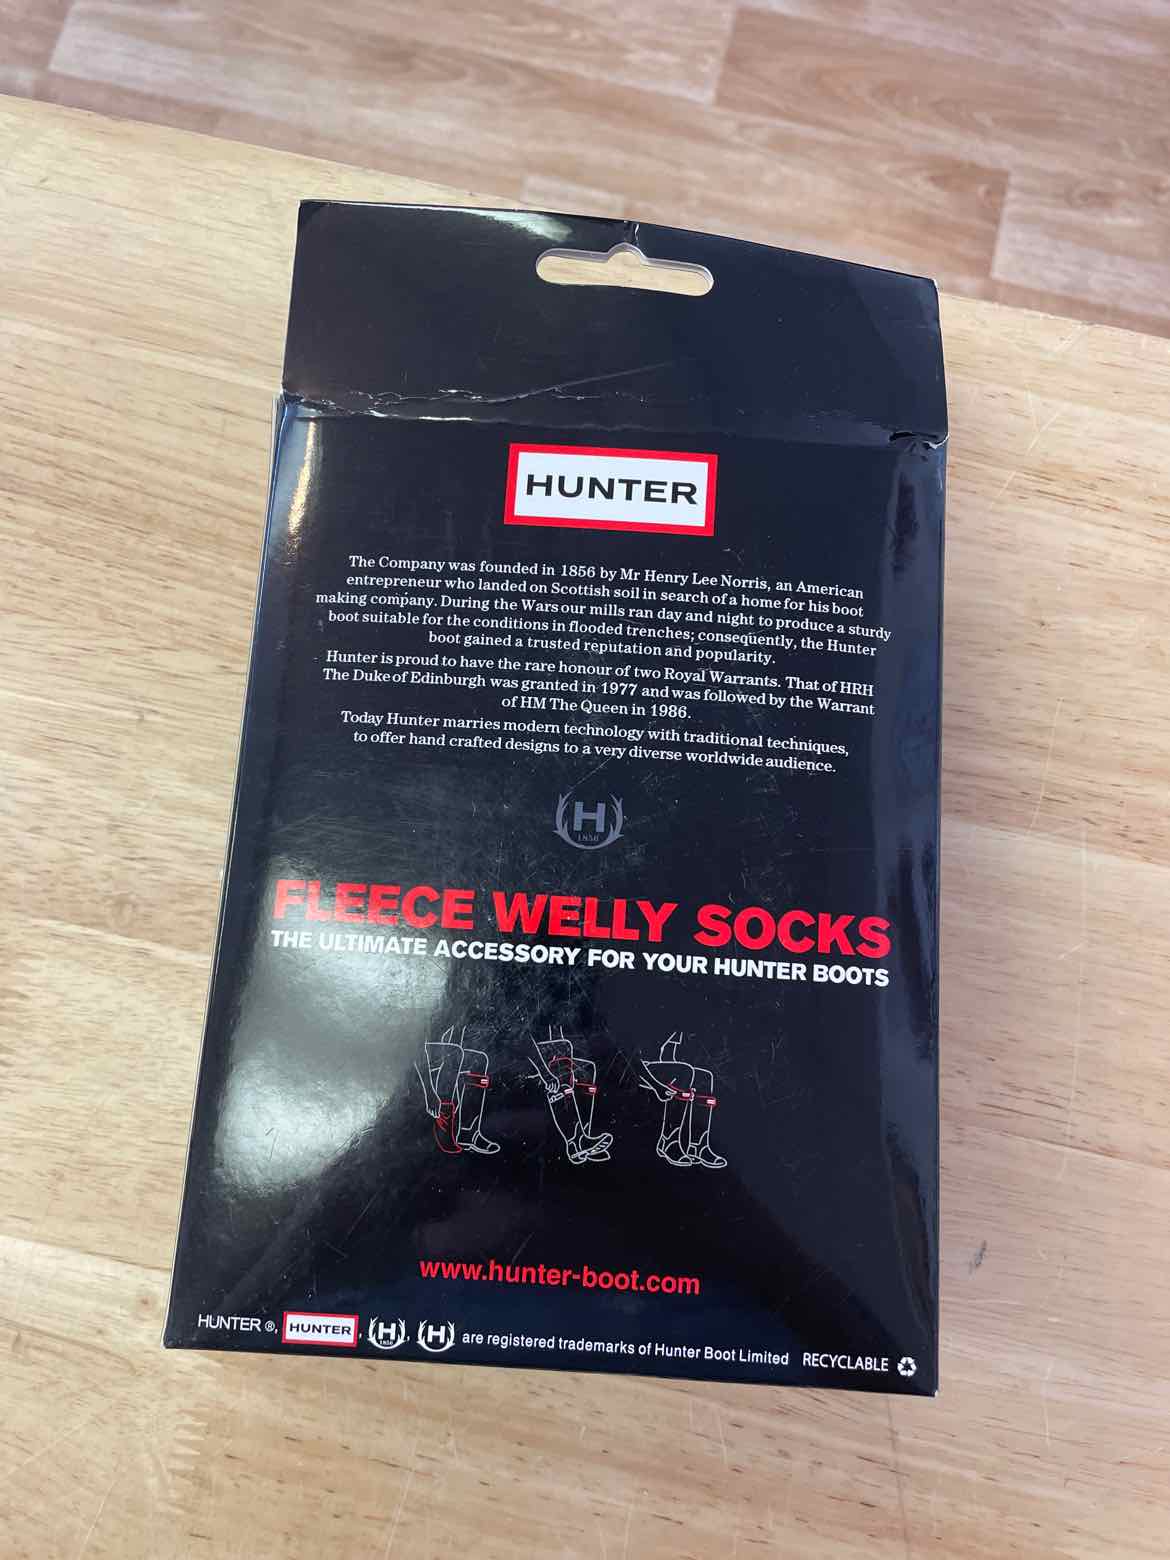 HUNTER
The Company was founded in 1856 by Mr Henry Lee Norris, an American
entrepreneur who landed on Scottish soil in search of a home for his boot
making company. During the Wars our mills ran day and night to produce a sturdy
boot suitable for the conditions in flooded trenches; consequently, the Hunter
boot gained a trusted reputation and popularity.
Hunter is proud to have the rare honour of two Royal Warrants. That of HRH
The Duke of Edinburgh was granted in 1977 and was followed by the Warrant
of HM The Queen in 1986.
Today Hunter marries modern technology with traditional techniques,
to offer hand crafted designs to a very diverse worldwide audience.
H
1856
FLEECE WELLY SOCKS
THE ULTIMATE ACCESSORY FOR YOUR HUNTER BOOTS
www.hunter-boot.com
HUNTER ®, HUNTER, H 1856, H are registered trademarks of Hunter Boot Limited RECYCLABLE